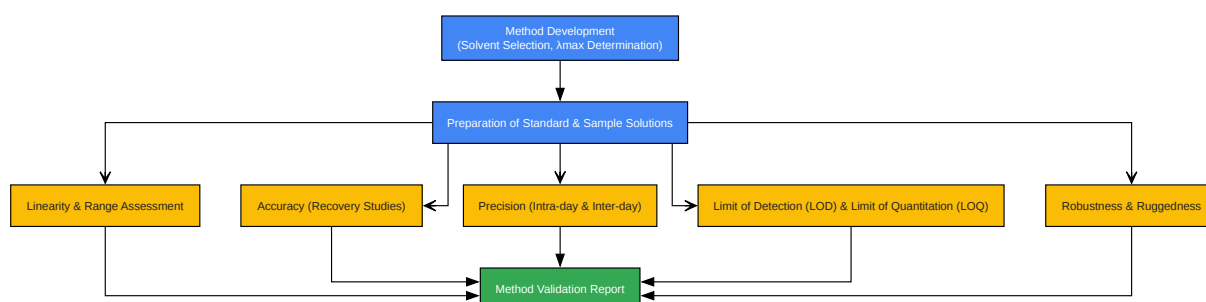 Method Development
(Solvent Selection, λmax Determination)
Preparation of Standard & Sample Solutions
Linearity & Range Assessment
Accuracy (Recovery Studies)
Precision (Intra-day & Inter-day)
Limit of Detection (LOD) & Limit of Quantitation (LOQ)
Robustness & Ruggedness
Method Validation Report